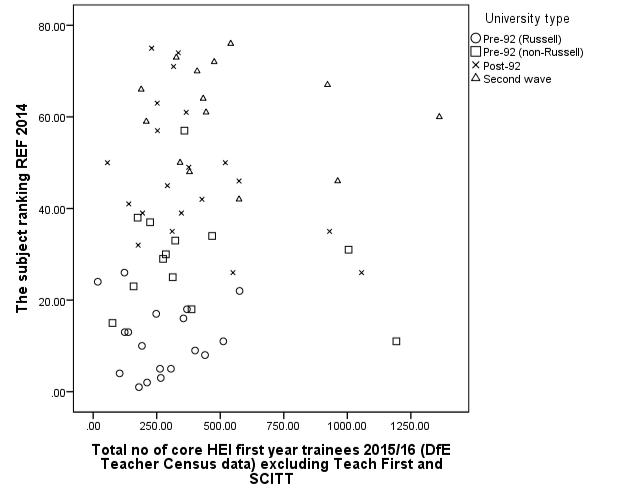 University type
Pre-92 (Russell)
Pre-92 (non-Russell)
Post-92
Second wave
The subject ranking REF 2014
80.00
60.00
40.00
20.00
.00
.00
250.00
500.00
750.00
1000.00
1250.00
Total no of core HEI first year trainees 2015/16 (DfE
Teacher Census data) excluding Teach First and
SCITT